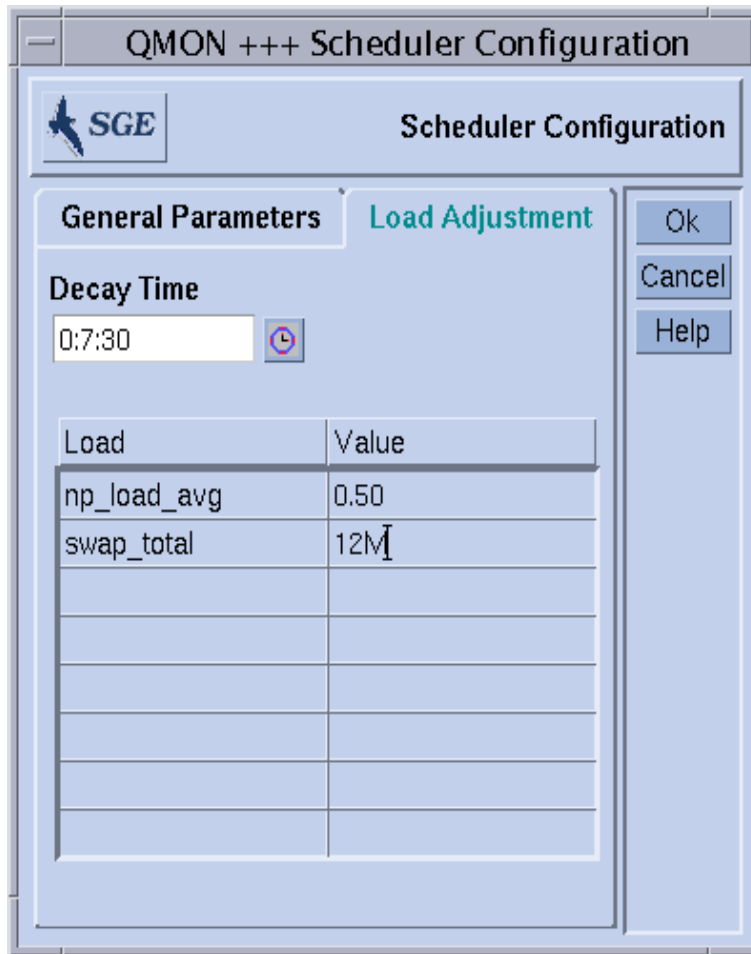 QMON +++ Scheduler Configuration
SGE Scheduler Configuration
General Parameters Load Adjustment
Ok
Cancel
Help
Decay Time
0:7:30
Load Value
np_load_avg 0.50
swap_total 12M